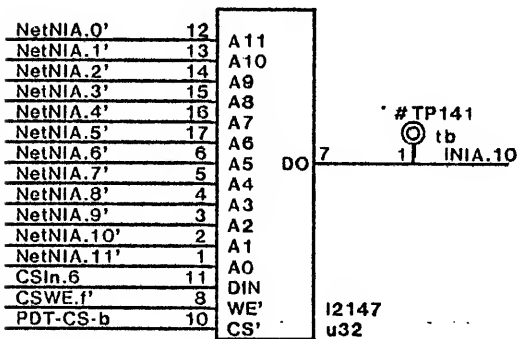 NetNIA.0' 12 A11
NetNIA.1' 13 A10
NetNIA.2' 14 A9
NetNIA.3' 15 A8
NetNIA.4' 16 A7
NetNIA.5' 17 A6
NetNIA.6' 6 A5
NetNIA.7' 5 A4
NetNIA.8' 4 A3
NetNIA.9' 3 A2
NetNIA.10' 2 A1
NetNIA.11' 1 A0
CSIn.6 11 DIN
CSWE.f' 8 WE'
PDT-CS-b 10 CS'
DO 7
#TP141
tb
1 INIA.10
I2147
u32